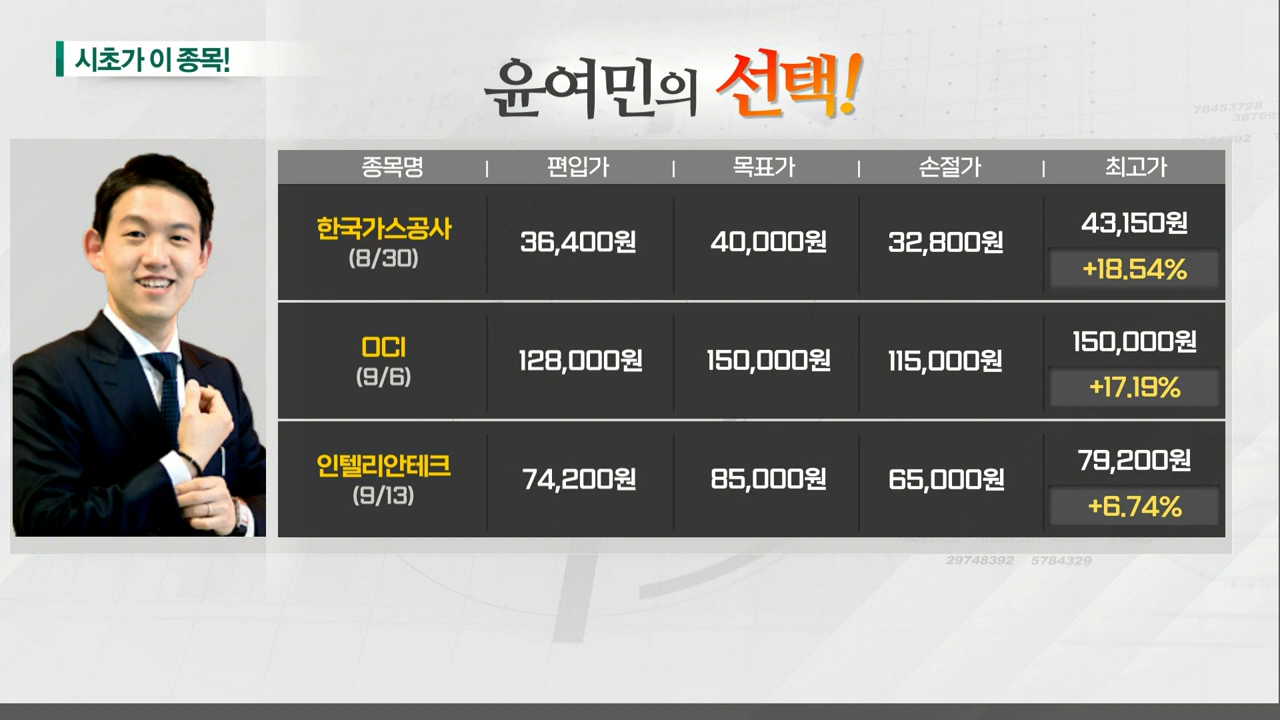 시초가 이 종목!
윤여민의 선택!
78453728
종목명 | 편입가 | 목표가 | 손절가 | 최고가
한국가스공사 36,400원 40,000원 32,800원 43,150원
(8/30) +18.54%
OCI 128,000원 150,000원 115,000원 150,000원
(9/6) +17.19%
인텔리안테크 74,200원 85,000원 65,000원 79,200원
(9/13) +6.74%
29748392 5784329